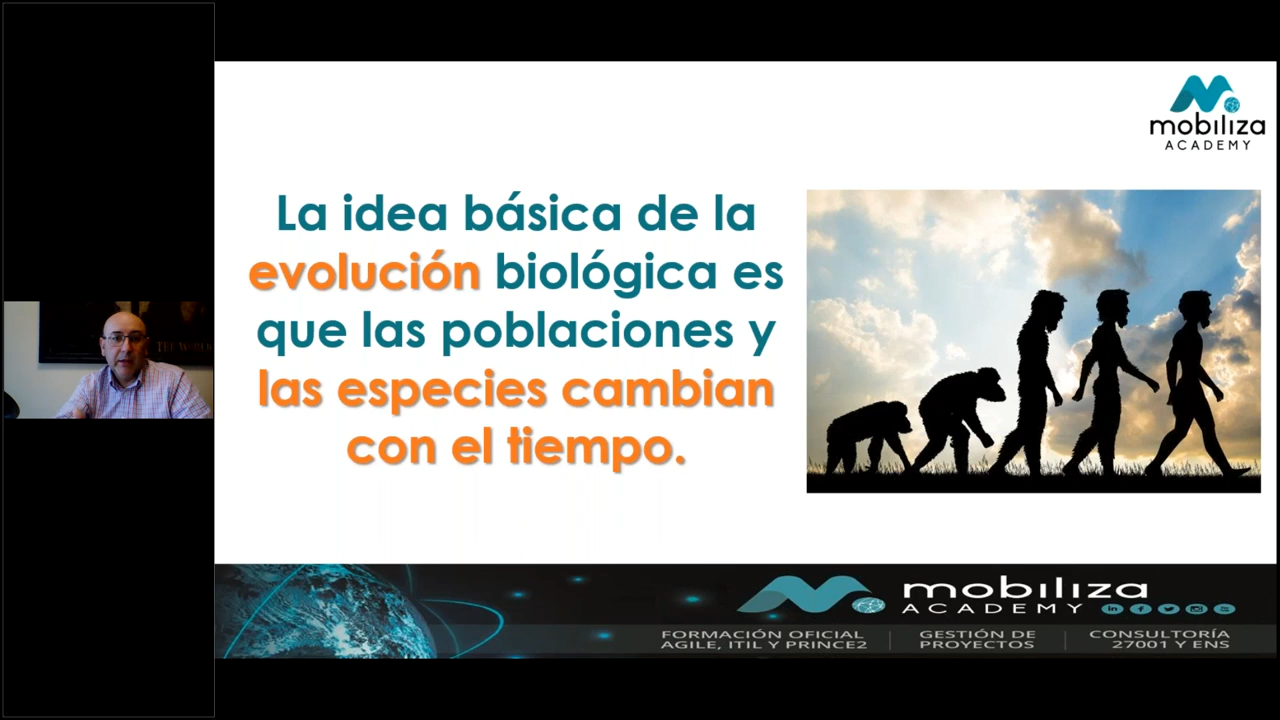 mobiliza
ACADEMY
La idea básica de la
evolución biológica es
que las poblaciones y
las especies cambian
con el tiempo.
mobiliza
ACADEMY
FORMACIÓN OFICIAL
AGILE, ITIL Y PRINCE2
GESTIÓN DE
PROYECTOS
CONSULTORÍA
27001 Y ENS